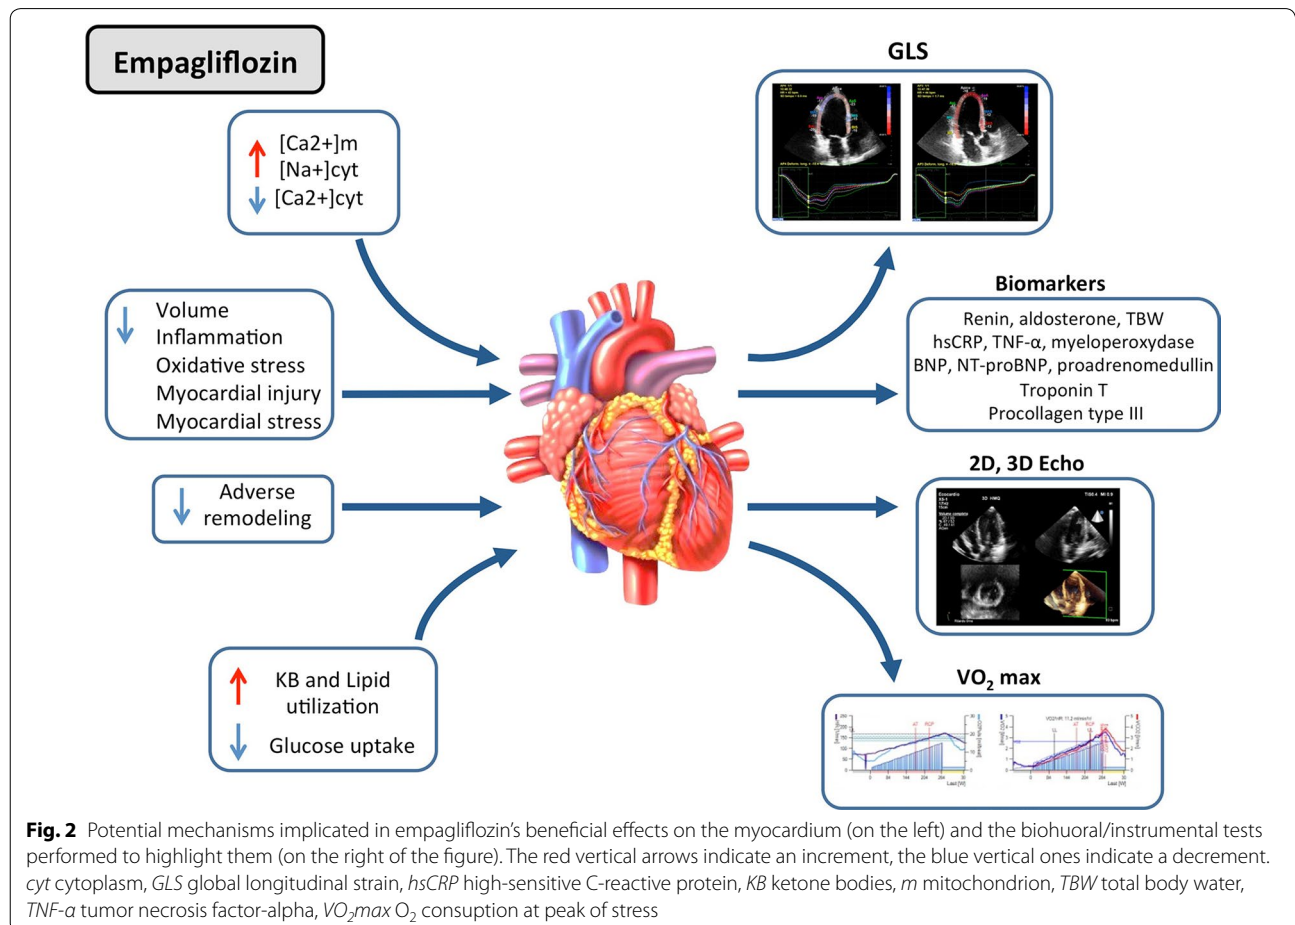 Empagliflozin
[Ca2+]m
[Na+]cyt
[Ca2+]cyt
Volume
Inflammation
Oxidative stress
Myocardial injury
Myocardial stress
Adverse
remodeling
KB and Lipid
utilization
Glucose uptake
GLS
Biomarkers
Renin, aldosterone, TBW
hsCRP, TNF-α, myeloperoxydase
BNP, NT-proBNP, proadrenomedullin
Troponin T
Procollagen type III
2D, 3D Echo
VO₂ max
Fig. 2 Potential mechanisms implicated in empagliflozin's beneficial effects on the myocardium (on the left) and the biohuoral/instrumental tests
performed to highlight them (on the right of the figure). The red vertical arrows indicate an increment, the blue vertical ones indicate a decrement.
cyt cytoplasm, GLS global longitudinal strain, hsCRP high-sensitive C-reactive protein, KB ketone bodies, m mitochondrion, TBW total body water,
TNF-α tumor necrosis factor-alpha, VO₂max O₂ consuption at peak of stress